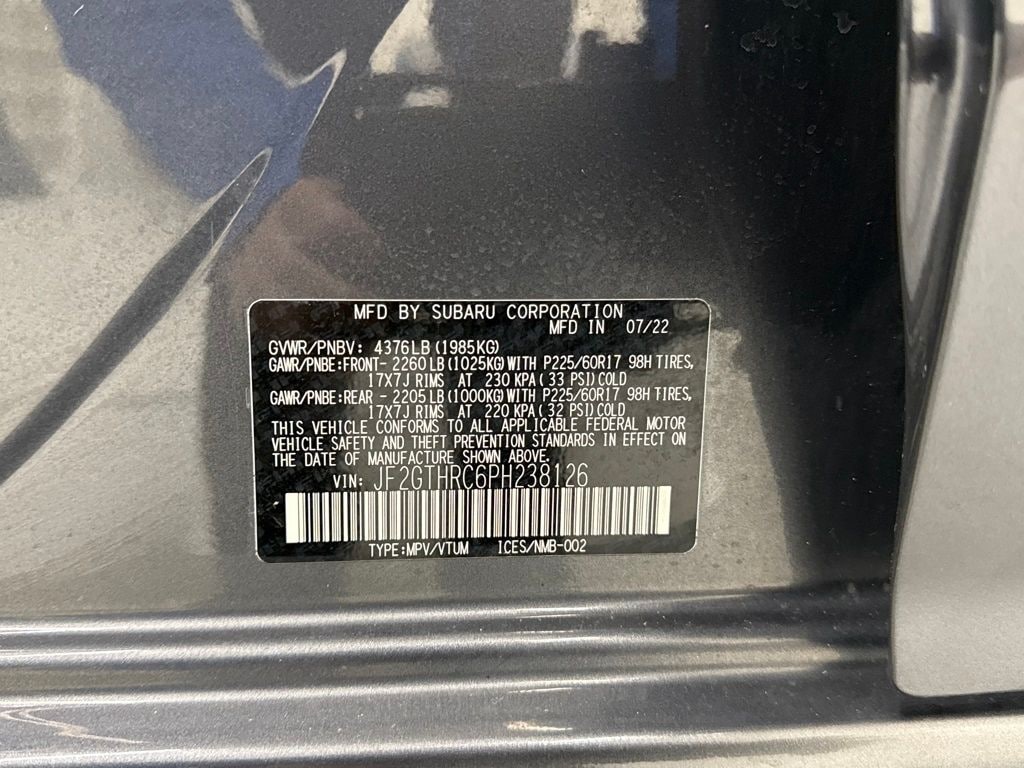 MFD BY SUBARU CORPORATION
MFD IN 07/22
GVWR/PNBV: 4376LB(1985KG)
GAWR/PNBE:FRONT- 2260LB(1025KG)WITH P225/60R17 98H TIRES,
17X7J RIMS AT 230 KPA( 33 PSI)COLD
GAWR/PNBE:REAR - 2205LB(1000KG)WITH P225/60R17 98H TIRES,
17X7J RIMS AT 220 KPA( 32 PSI)COLD
THIS VEHICLE CONFORMS TO ALL APPLICABLE FEDERAL MOTOR
VEHICLE SAFETY AND THEFT PREVENTION STANDARDS IN EFFECT ON
THE DATE OF MANUFACTURE SHOWN ABOVE.
VIN: JF2GTHRC6PH238126
TYPE:MPV/VTUM ICES/NMB-002